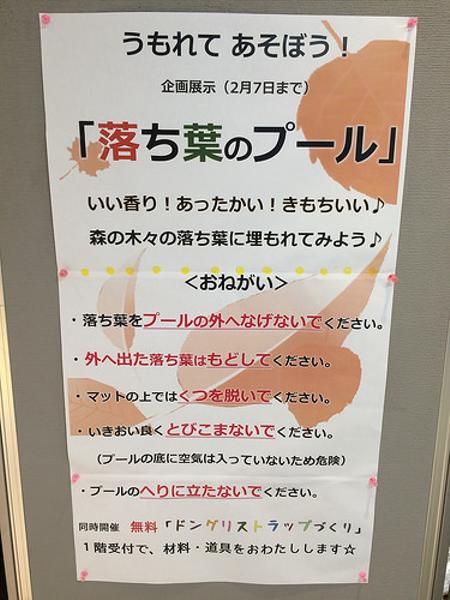 うもれて あそぼう！
企画展示（2月7日まで）
「落ち葉のプール」
いい香り！あったかい！きもちいい♪
森の木々の落ち葉に埋もれてみよう♪
＜おねがい＞
・落ち葉をプールの外へなげないでください。
・外へ出た落ち葉はもどしてください。
・マットの上ではくつを脱いでください。
・いきおい良くとびこまないでください。
（プールの底に空気は入っていないため危険）
・プールのへりに立たないでください。
同時開催 無料「ドングリストラップづくり」
1階受付で、材料・道具をおわたしします☆